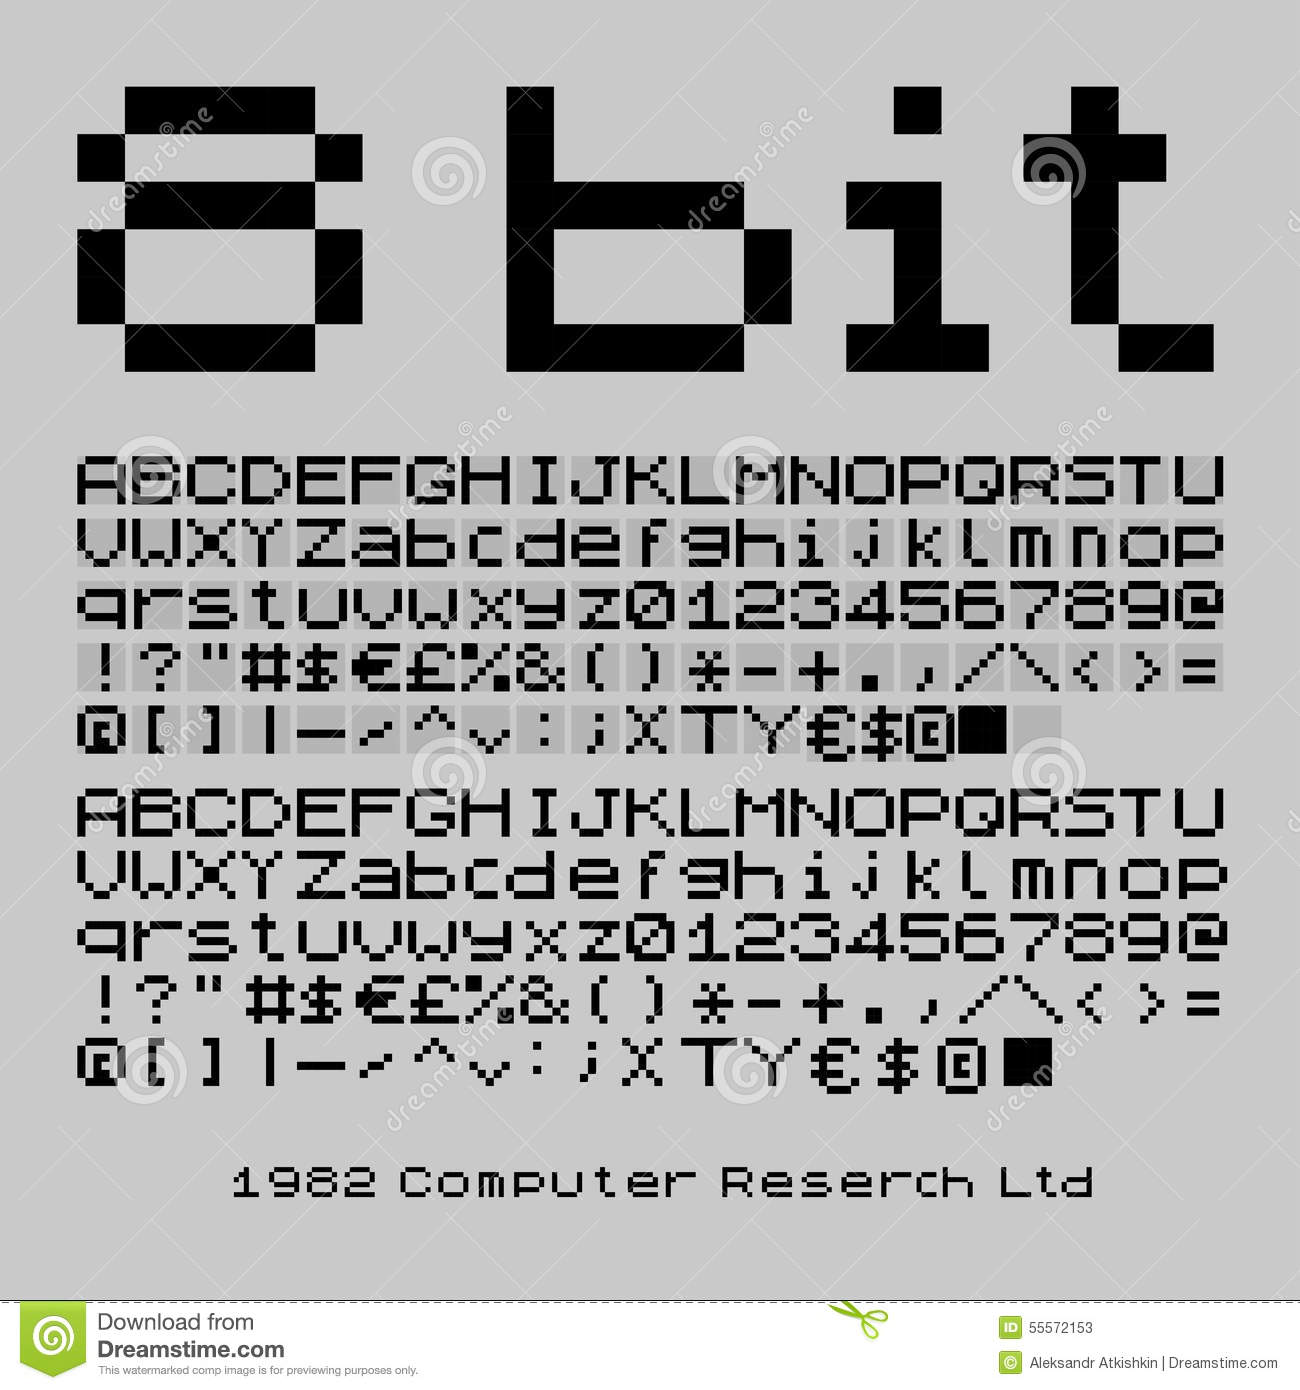 8 bit
ABCDEFGHIJKLMNOPQRSTU
VWXYZabcdefghijklmnop
qrstuvwxyz0123456789@
!?"#$€£%&()*-+.,/\<>=
@[]|—-^ˇ:;XTY€$@■
ABCDEFGHIJKLMNOPQRSTU
VWXYZabcdefghijklmnop
qrstuvwyxz0123456789@
!?"#$€£%&()*-+.,/\<>=
@[]|—-^ˇ:;XTY€$@■
1982 Computer Reserch Ltd
Download from
Dreamstime.com
This watermarked comp image is for previewing purposes only.
ID 55572153
© Aleksandr Atkishkin | Dreamstime.com